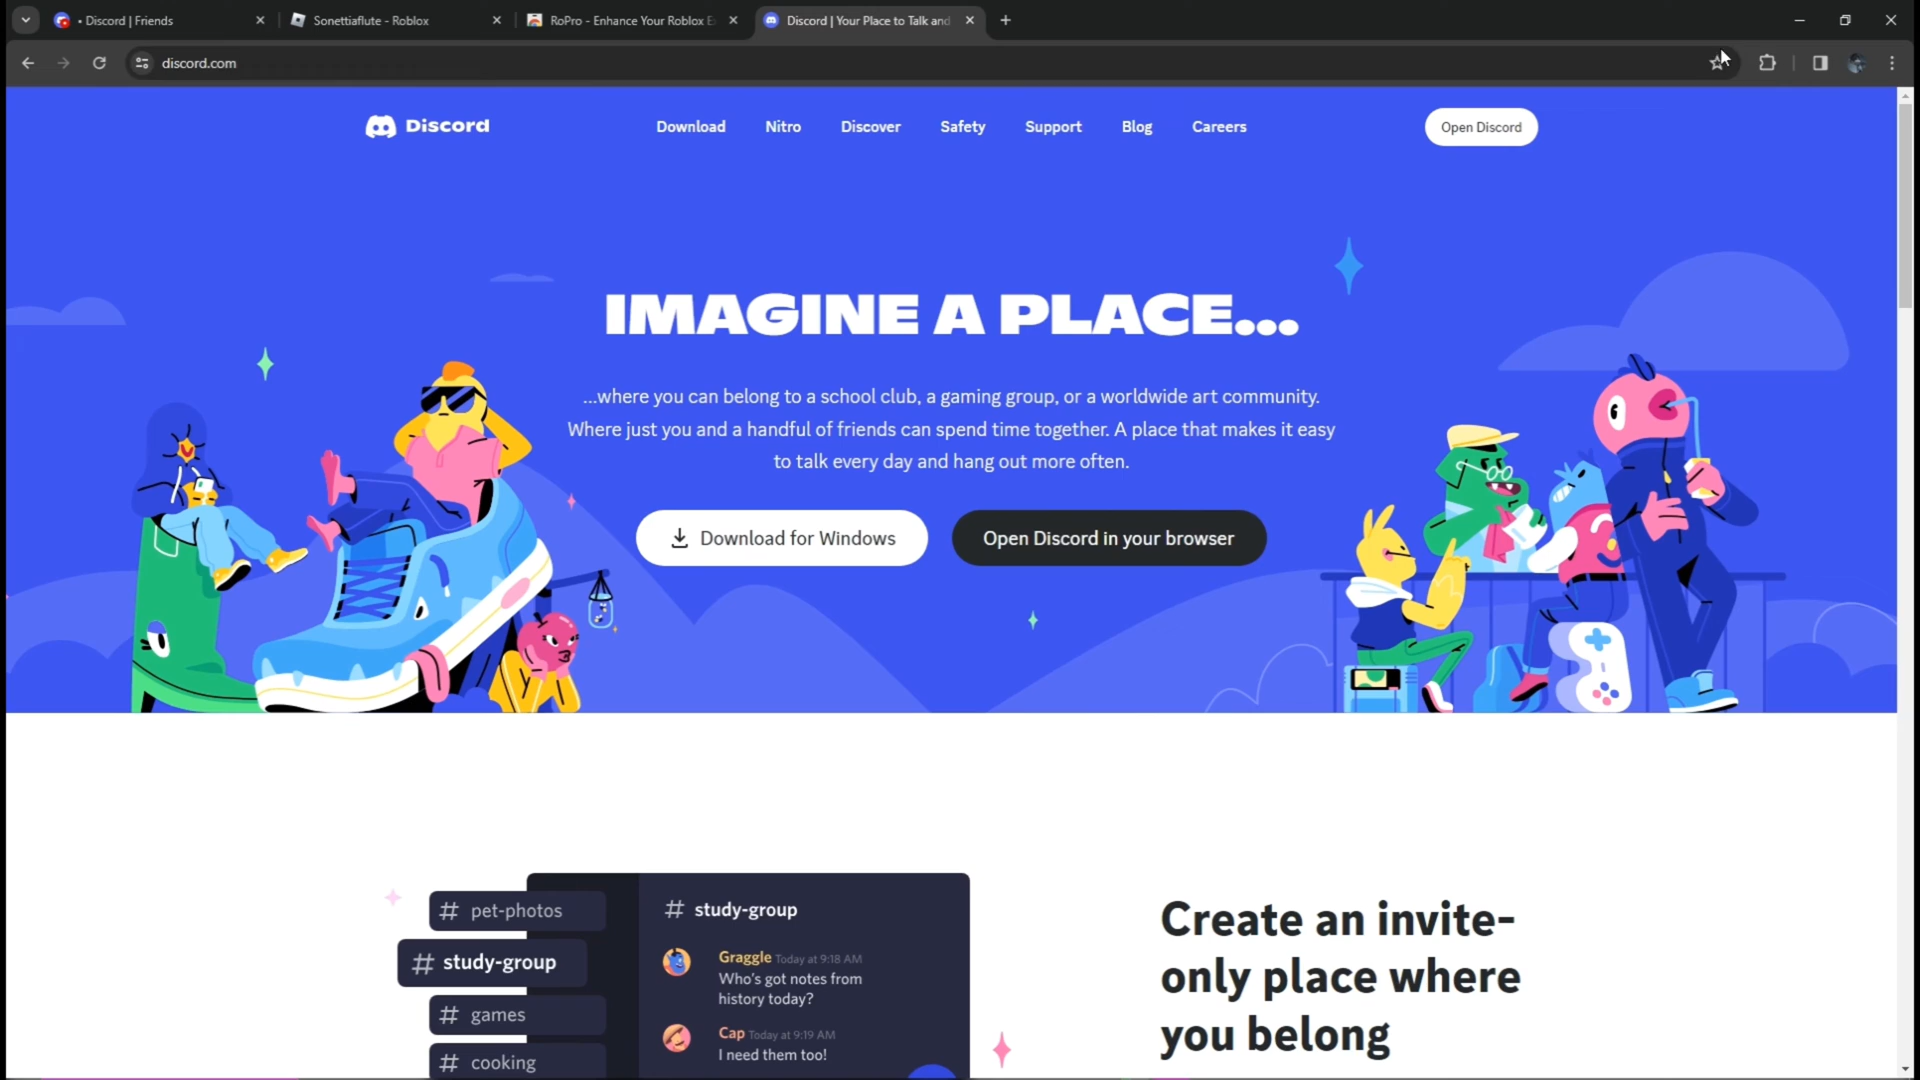 • Discord | Friends
Sonettiaflute - Roblox
RoPro - Enhance Your Roblox E
Discord | Your Place to Talk and
discord.com
Discord
Download
Nitro
Discover
Safety
Support
Blog
Careers
Open Discord
IMAGINE A PLACE...
...where you can belong to a school club, a gaming group, or a worldwide art community.
Where just you and a handful of friends can spend time together. A place that makes it easy
to talk every day and hang out more often.
Download for Windows
Open Discord in your browser
# pet-photos
# study-group
# games
# cooking
# study-group
Graggle Today at 9:18 AM
Who's got notes from
history today?
Cap Today at 9:19 AM
I need them too!
Create an invite-
only place where
you belong